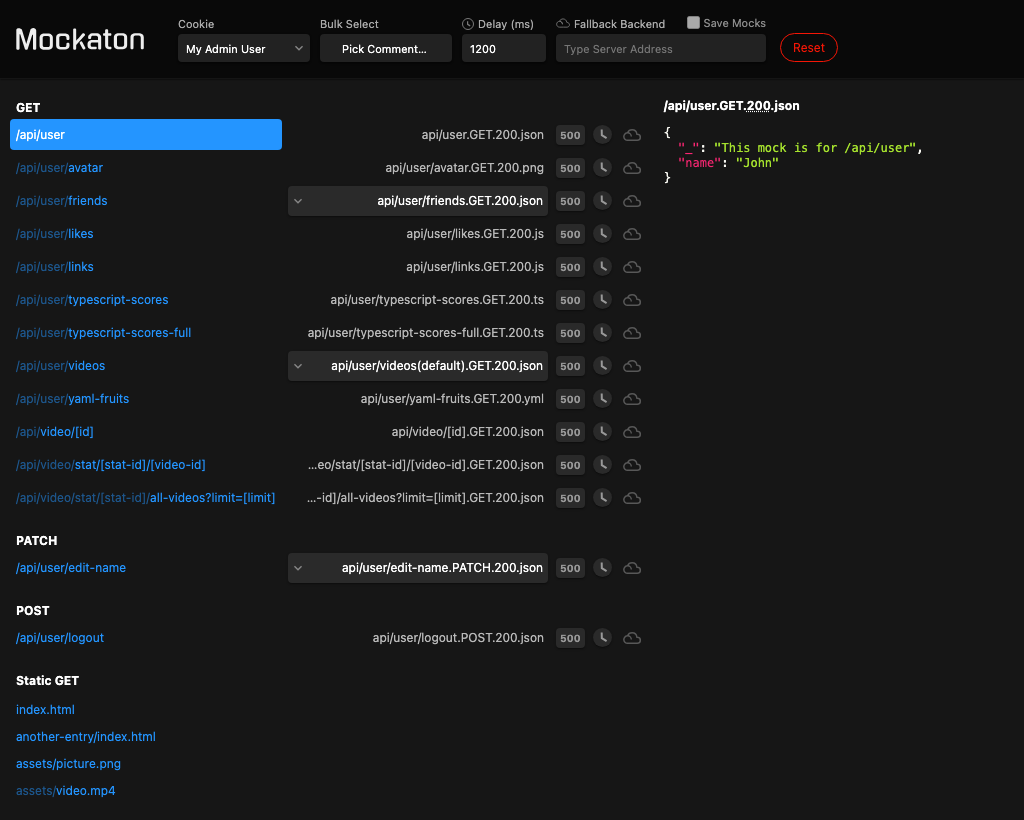 Mockaton
Cookie
My Admin User
Bulk Select
Pick Comment...
Delay (ms)
1200
Fallback Backend
Type Server Address
Save Mocks
Reset
GET
/api/user api/user.GET.200.json 500
/api/user/avatar api/user/avatar.GET.200.png 500
/api/user/friends api/user/friends.GET.200.json 500
/api/user/likes api/user/likes.GET.200.js 500
/api/user/links api/user/links.GET.200.js 500
/api/user/typescript-scores api/user/typescript-scores.GET.200.ts 500
/api/user/typescript-scores-full api/user/typescript-scores-full.GET.200.ts 500
/api/user/videos api/user/videos(default).GET.200.json 500
/api/user/yaml-fruits api/user/yaml-fruits.GET.200.yml 500
/api/video/[id] api/video/[id].GET.200.json 500
/api/video/stat/[stat-id]/[video-id] ...eo/stat/[stat-id]/[video-id].GET.200.json 500
/api/video/stat/[stat-id]/all-videos?limit=[limit] ...-id]/all-videos?limit=[limit].GET.200.json 500
PATCH
/api/user/edit-name api/user/edit-name.PATCH.200.json 500
POST
/api/user/logout api/user/logout.POST.200.json 500
Static GET
index.html
another-entry/index.html
assets/picture.png
assets/video.mp4
/api/user.GET.200.json
{
"_": "This mock is for /api/user",
"name": "John"
}